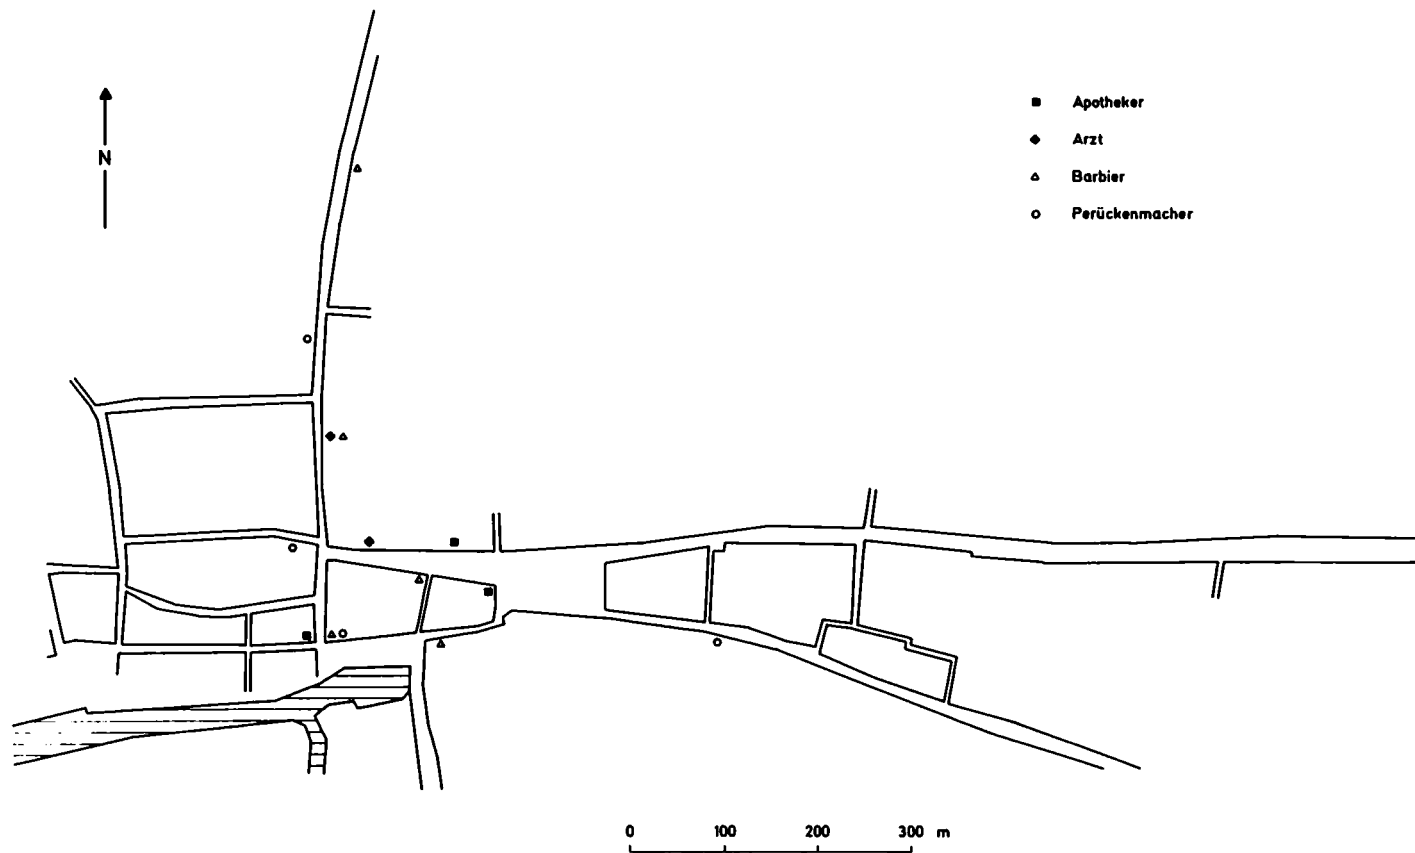 N
Apotheker
Arzt
Barbier
Perückenmacher
0 100 200 300 m